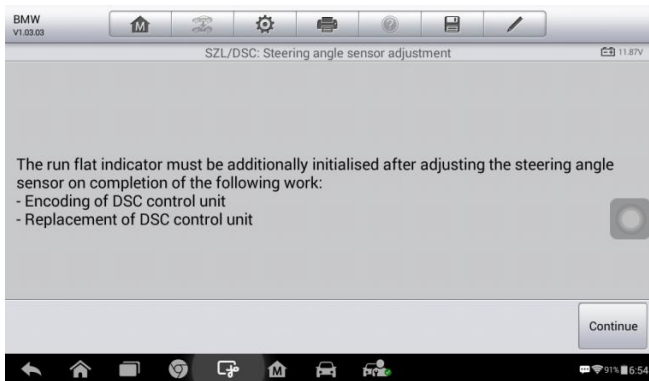 BMW
V1.03.03
SZL/DSC: Steering angle sensor adjustment
11.87V
The run flat indicator must be additionally initialised after adjusting the steering angle
sensor on completion of the following work:
- Encoding of DSC control unit
- Replacement of DSC control unit
Continue
91% 6:54